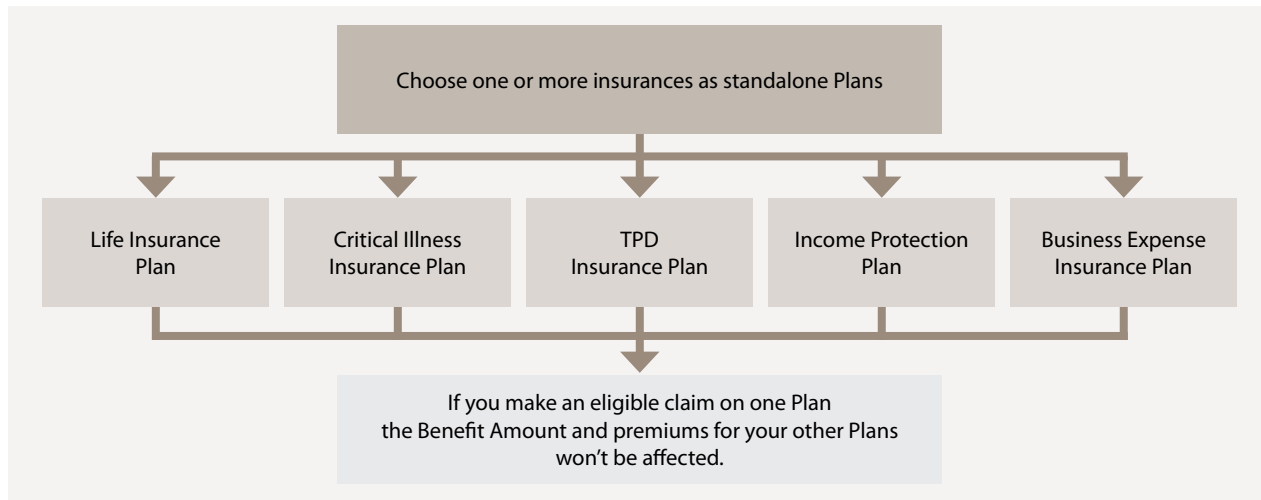 Choose one or more insurances as standalone Plans
Life Insurance
Plan
Critical Illness
Insurance Plan
TPD
Insurance Plan
Income Protection
Plan
Business Expense
Insurance Plan
If you make an eligible claim on one Plan
the Benefit Amount and premiums for your other Plans
won't be affected.